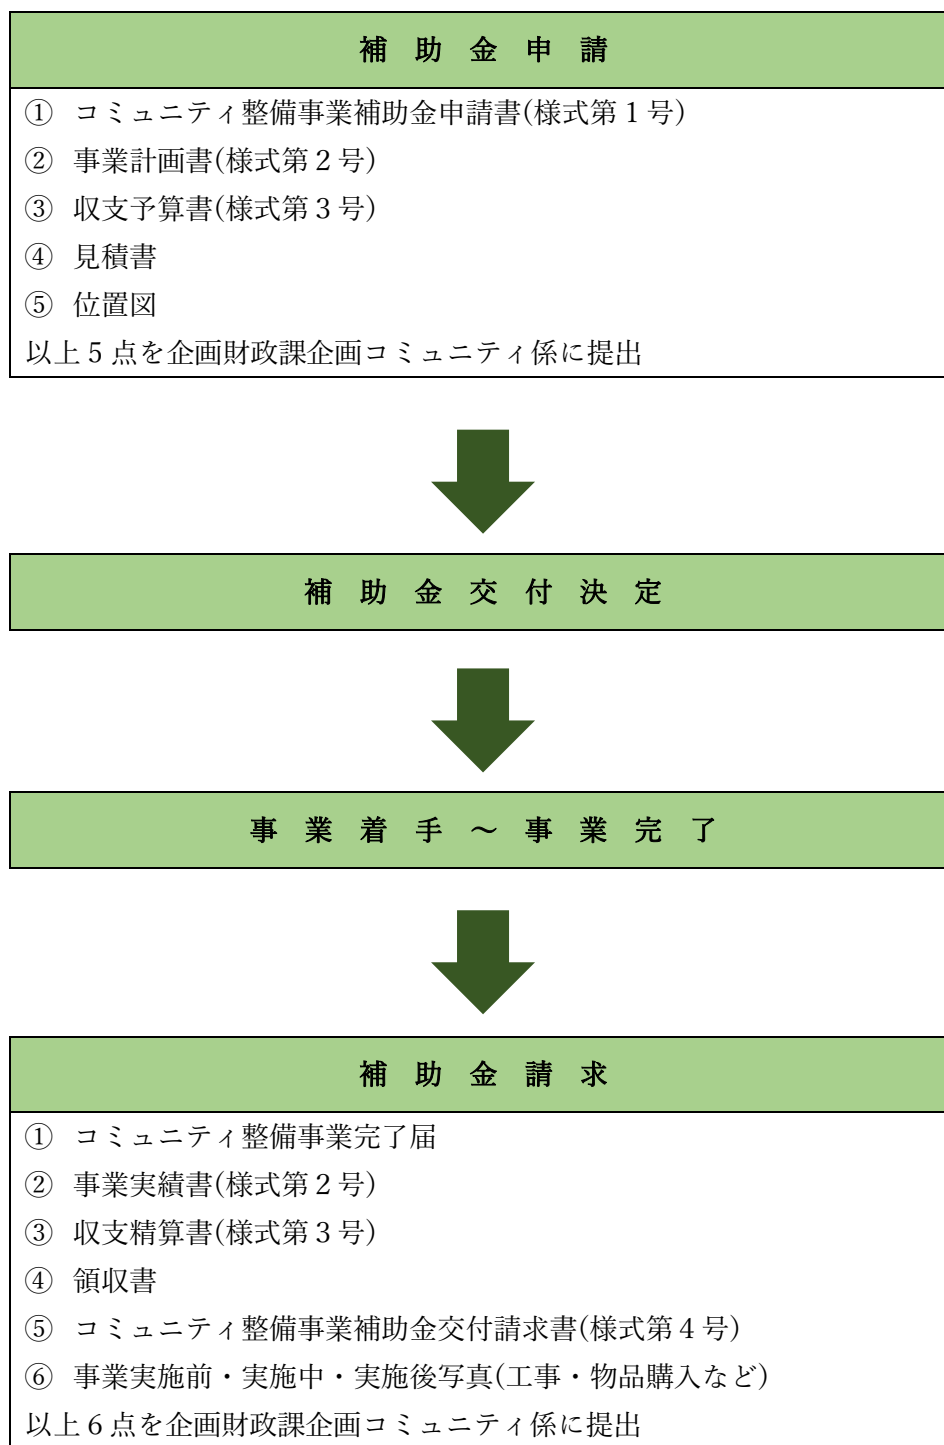 補助金申請
① コミュニティ整備事業補助金申請書(様式第１号)
② 事業計画書(様式第２号)
③ 収支予算書(様式第３号)
④ 見積書
⑤ 位置図
以上５点を企画財政課企画コミュニティ係に提出
補助金交付決定
事業着手～事業完了
補助金請求
① コミュニティ整備事業完了届
② 事業実績書(様式第２号)
③ 収支精算書(様式第３号)
④ 領収書
⑤ コミュニティ整備事業補助金交付請求書(様式第４号)
⑥ 事業実施前・実施中・実施後写真(工事・物品購入など)
以上６点を企画財政課企画コミュニティ係に提出